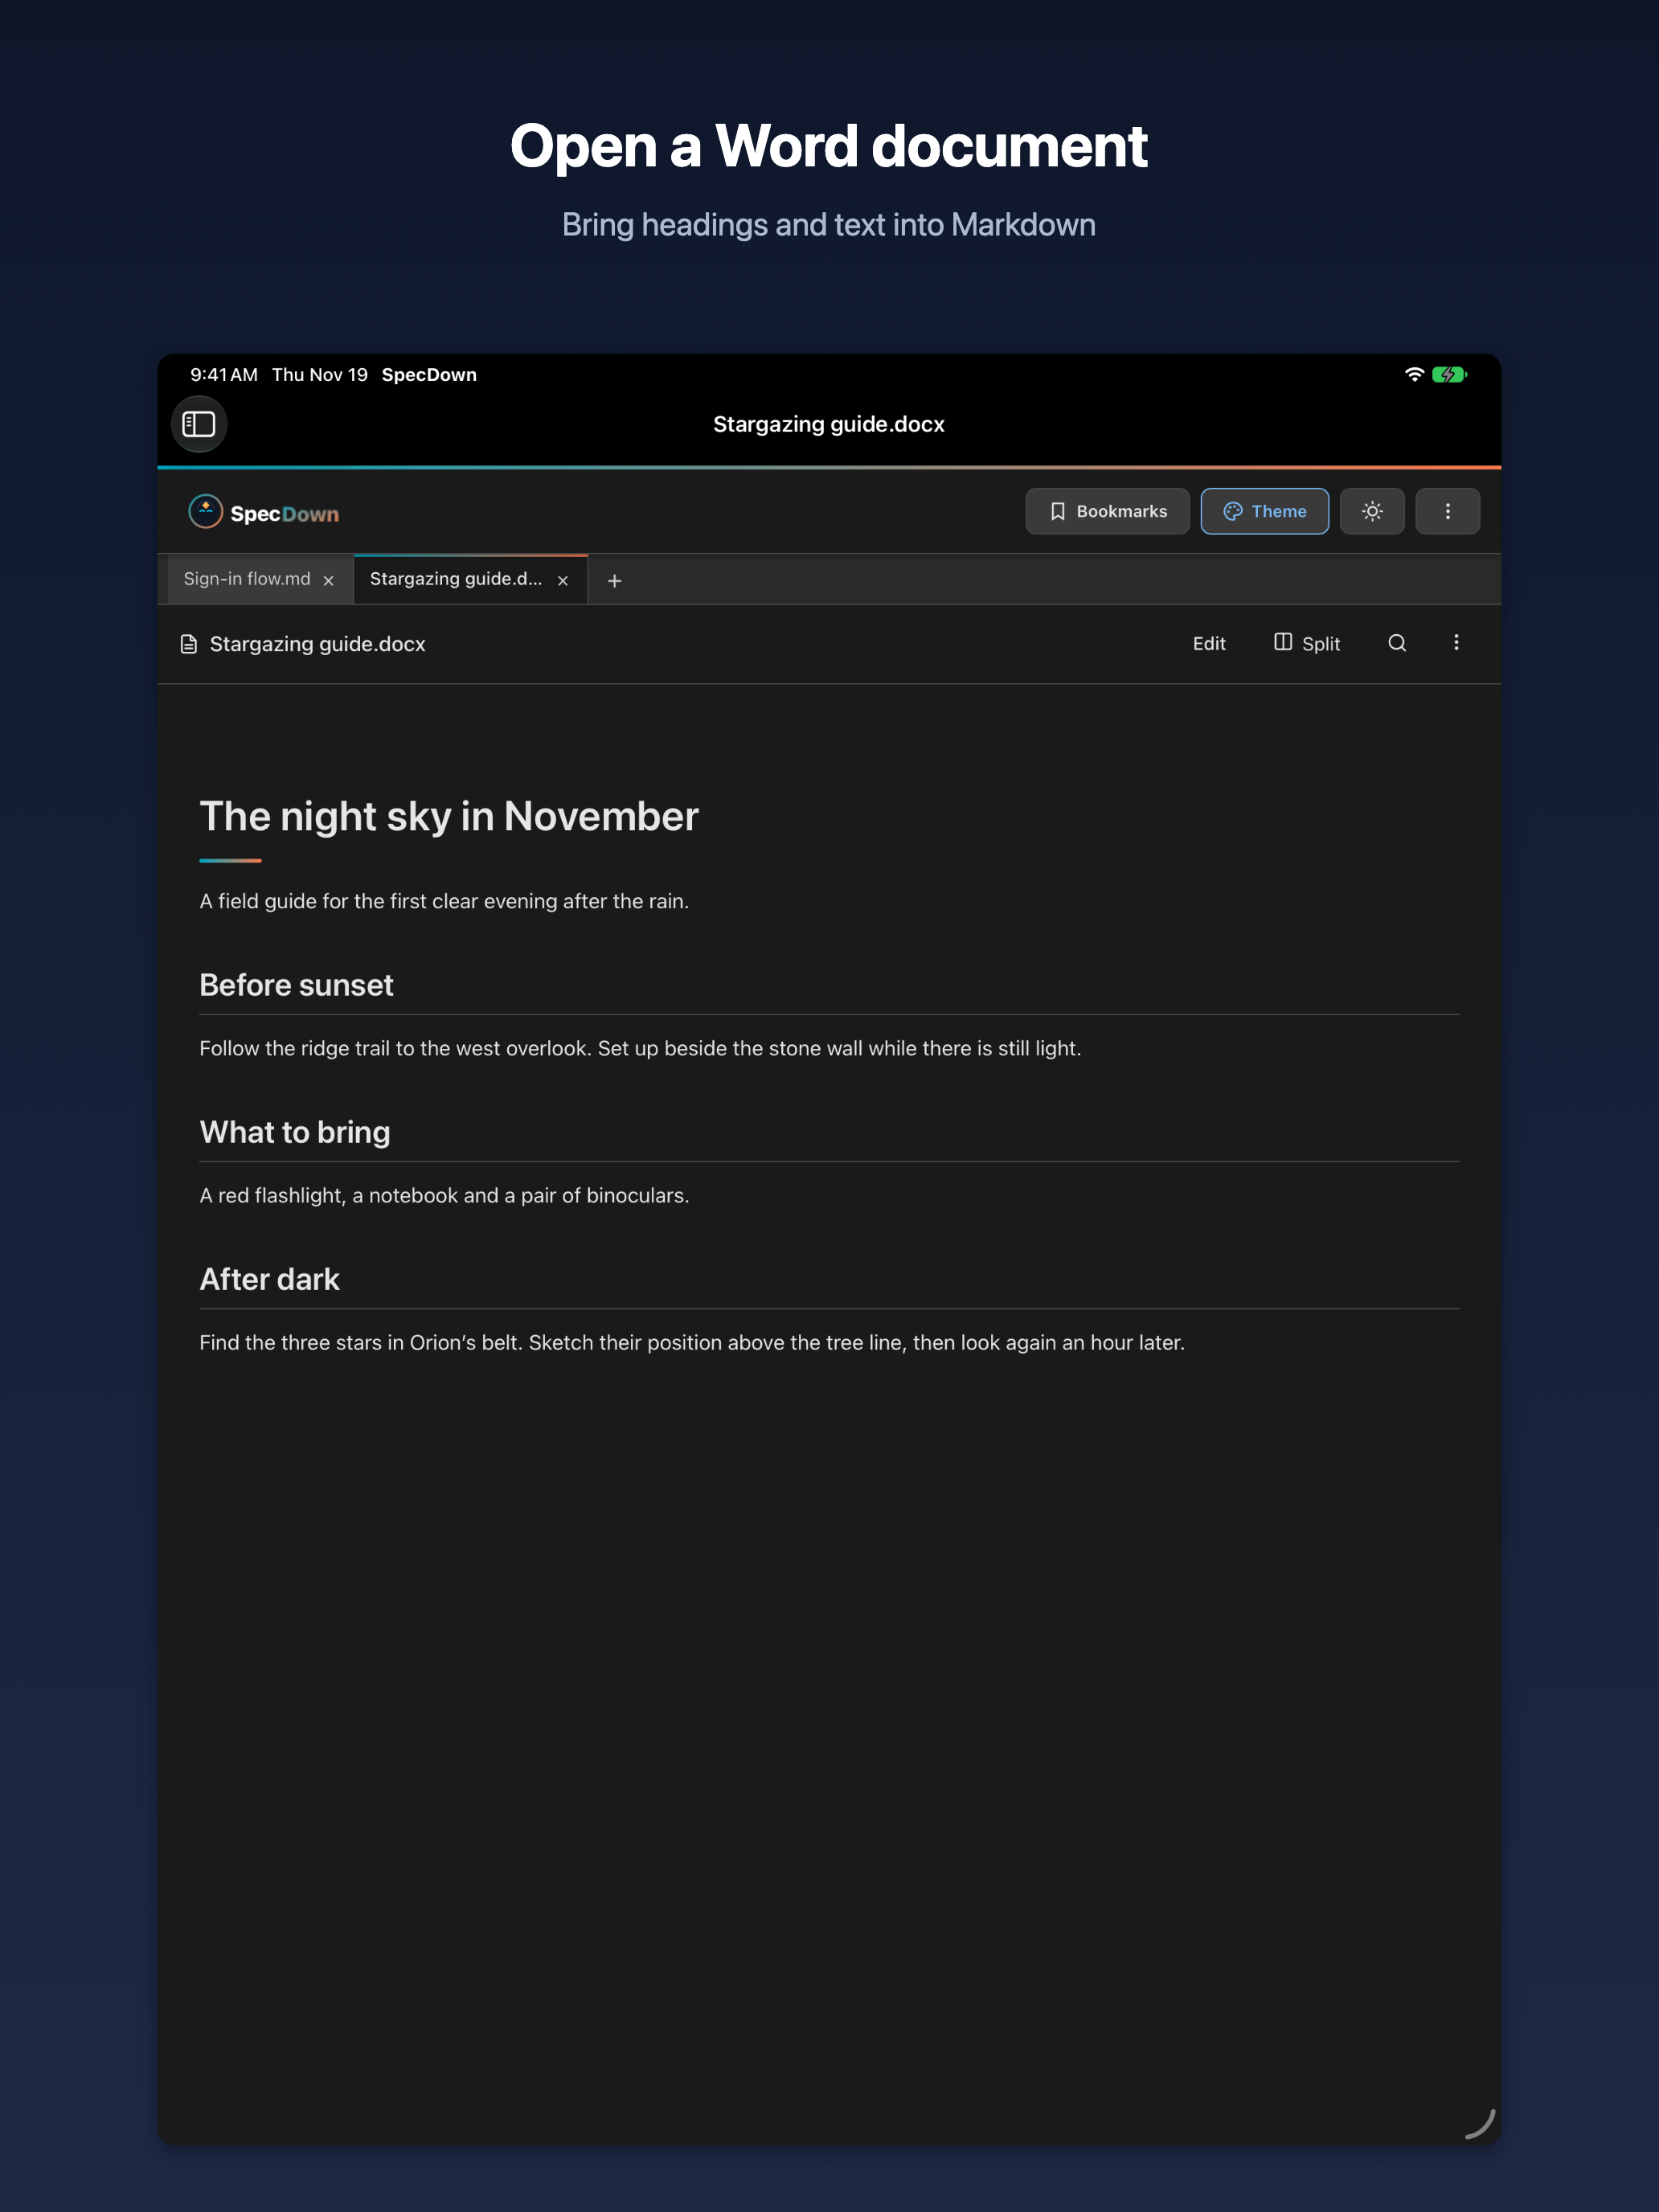 Open a Word document
Bring headings and text into Markdown
9:41 AM Thu Nov 19 SpecDown
Stargazing guide.docx
SpecDown
Bookmarks
Theme
Sign-in flow.md
Stargazing guide.d...
Stargazing guide.docx
Edit
Split
The night sky in November
A field guide for the first clear evening after the rain.
Before sunset
Follow the ridge trail to the west overlook. Set up beside the stone wall while there is still light.
What to bring
A red flashlight, a notebook and a pair of binoculars.
After dark
Find the three stars in Orion’s belt. Sketch their position above the tree line, then look again an hour later.